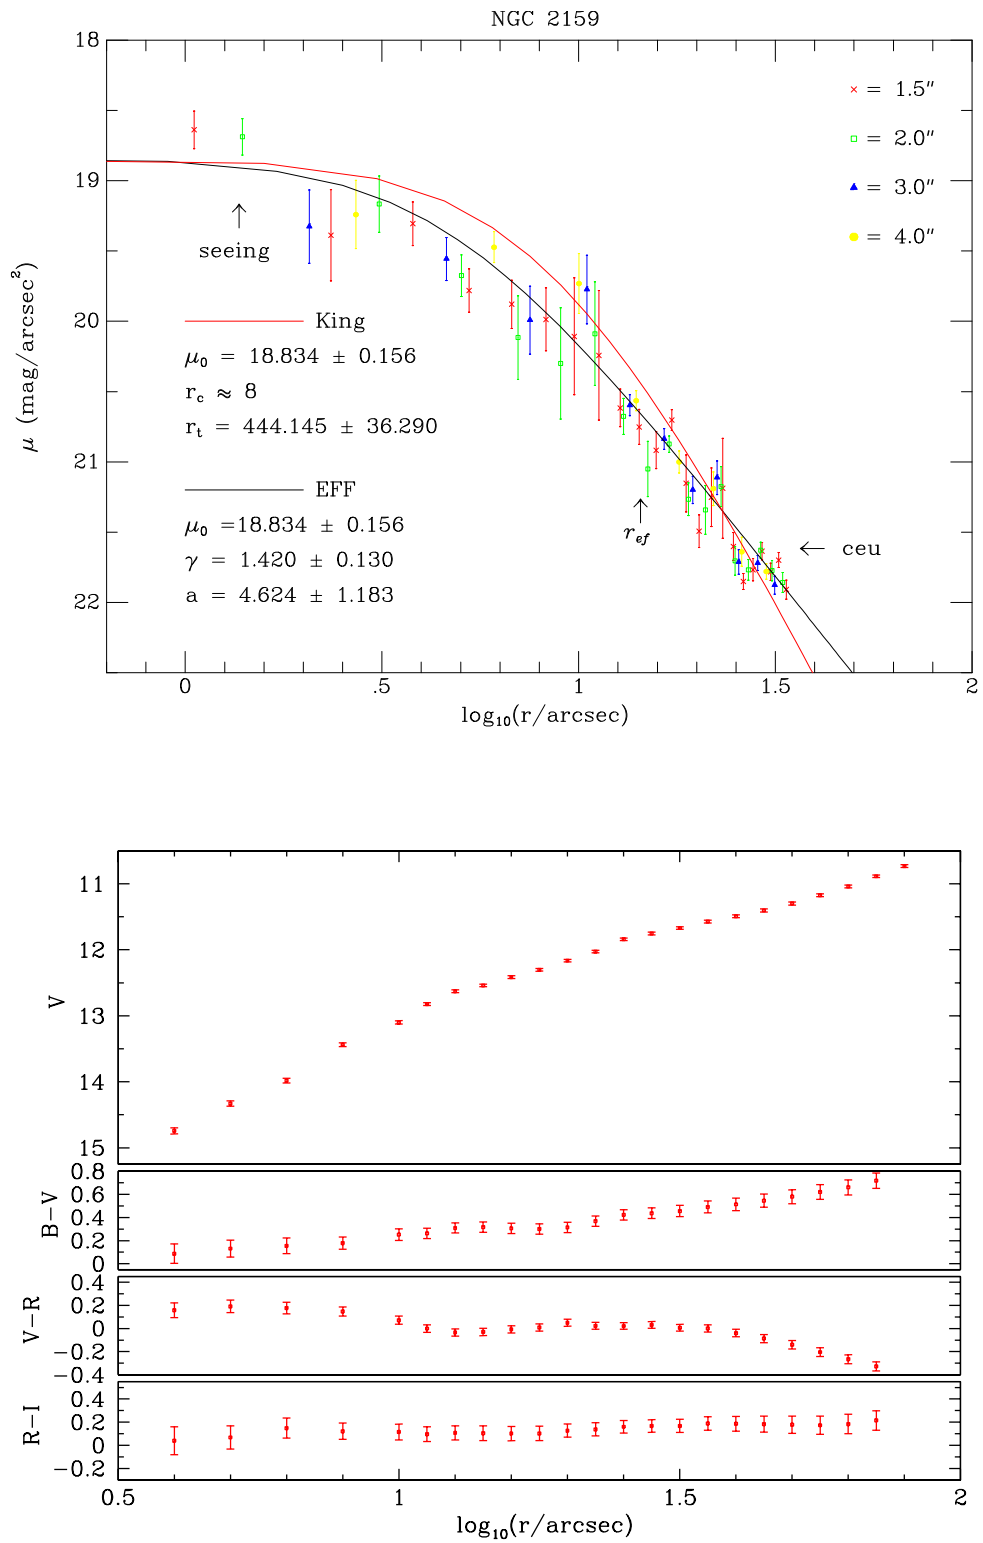 NGC 2159
18
19
20
21
22
μ (mag/arcsec²)
× = 1.5″
□ = 2.0″
▲ = 3.0″
● = 4.0″
↑
seeing
King
μ₀ = 18.834 ± 0.156
r_c ≈ 8
r_t = 444.145 ± 36.290
EFF
μ₀ =18.834 ± 0.156
γ = 1.420 ± 0.130
a = 4.624 ± 1.183
↑
r_ef
← ceu
0 .5 1 1.5 2
log₁₀(r/arcsec)
11
12
13
14
15
V
0.8
0.6
0.4
0.2
0
B−V
0.4
0.2
0
−0.2
−0.4
V−R
0.4
0.2
0
−0.2
R−I
0.5 1 1.5 2
log₁₀(r/arcsec)